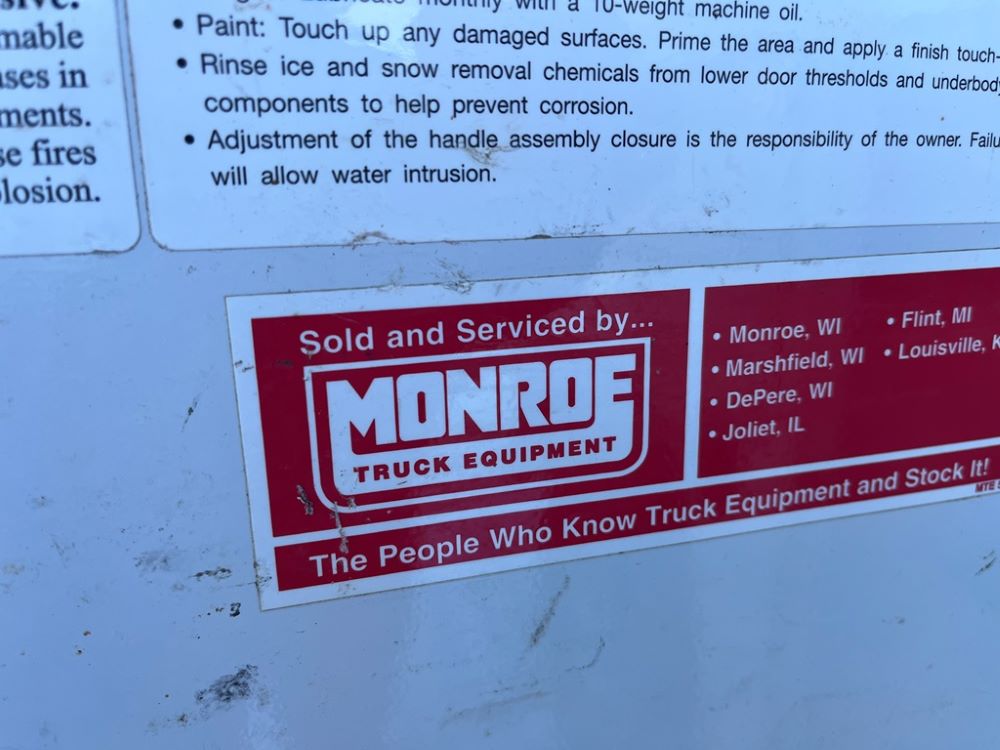 sive.
mable
ases in
ments.
se fires
losion.
monthly with a 10-weight machine oil.
• Paint: Touch up any damaged surfaces. Prime the area and apply a finish touch-
• Rinse ice and snow removal chemicals from lower door thresholds and underbody
components to help prevent corrosion.
• Adjustment of the handle assembly closure is the responsibility of the owner. Failu
will allow water intrusion.
Sold and Serviced by...
MONROE
TRUCK EQUIPMENT
• Monroe, WI
• Marshfield, WI
• DePere, WI
• Joliet, IL
• Flint, MI
• Louisville, K
The People Who Know Truck Equipment and Stock It!
MTE